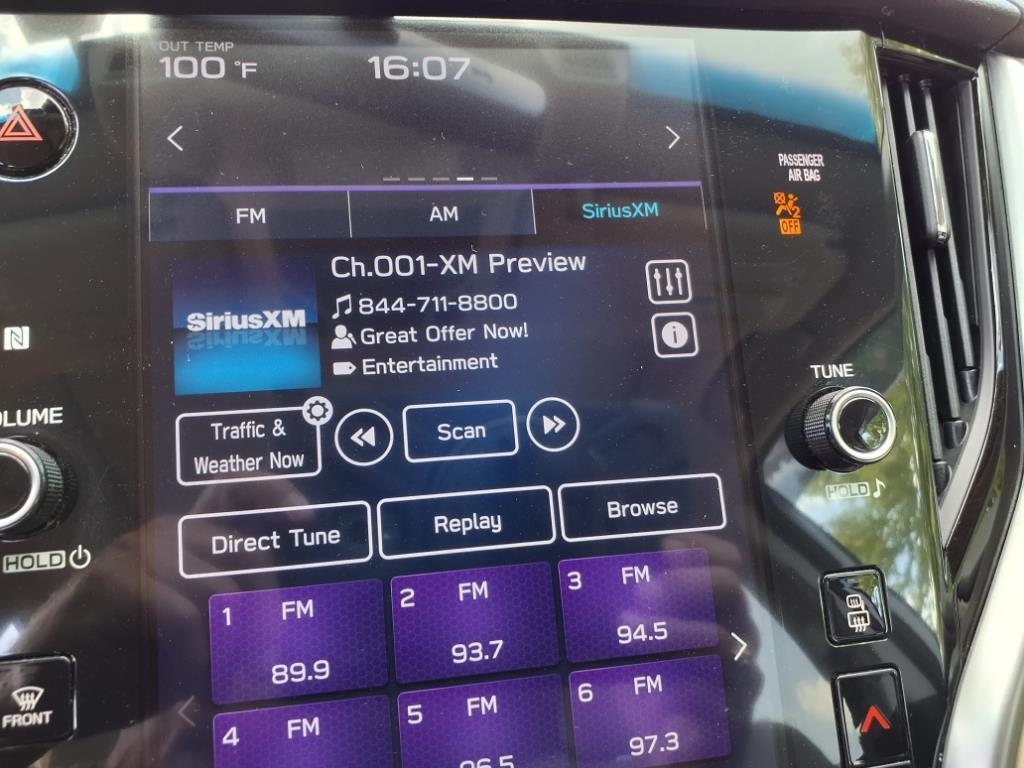 OUT TEMP
100 °F
16:07
PASSENGER
AIR BAG
2
OFF
FM
AM
SiriusXM
Ch.001-XM Preview
844-711-8800
Great Offer Now!
Entertainment
SiriusXM
i
N
TUNE
HOLD
OLUME
HOLD
Traffic &
Weather Now
Scan
Direct Tune
Replay
Browse
1 FM
89.9
2 FM
93.7
3 FM
94.5
4 FM
5 FM
96.5
6 FM
97.3
FRONT